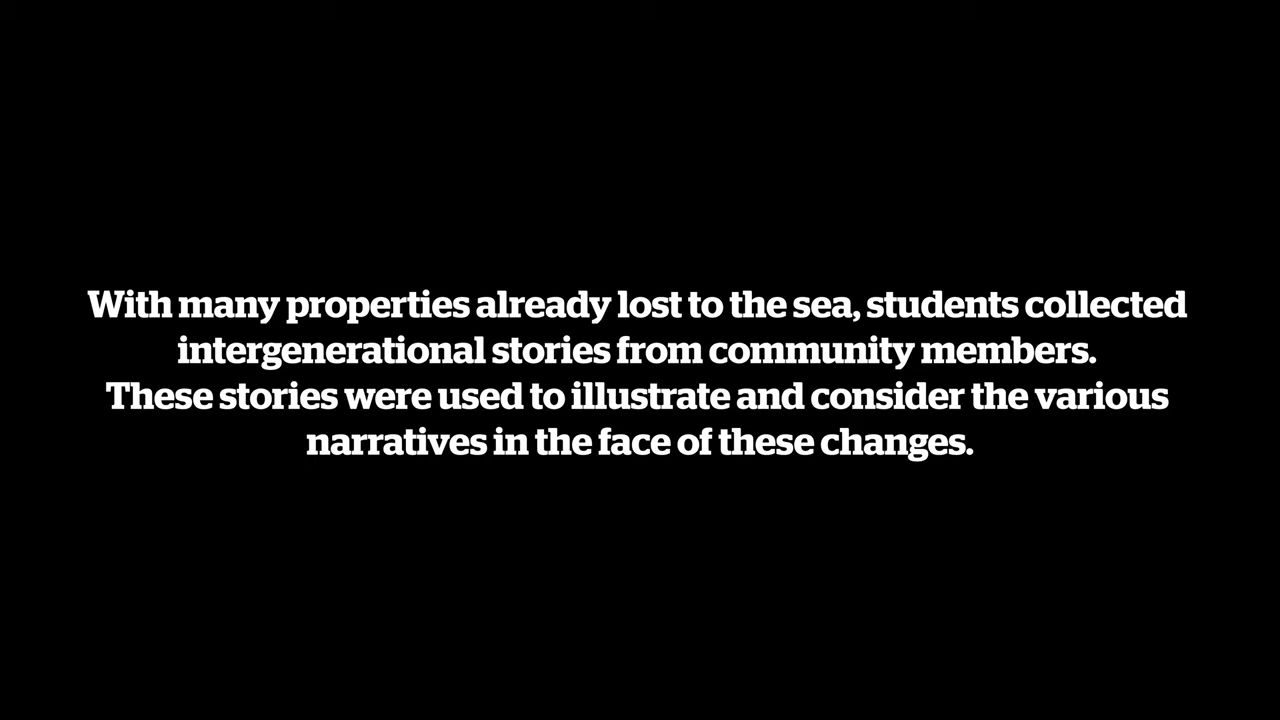 With many properties already lost to the sea, students collected
intergenerational stories from community members.
These stories were used to illustrate and consider the various
narratives in the face of these changes.